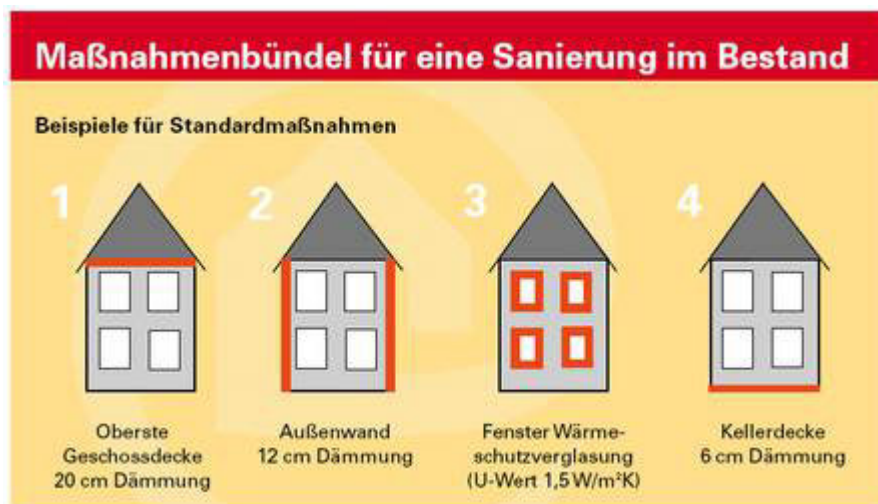 Maßnahmenbündel für eine Sanierung im Bestand
Beispiele für Standardmaßnahmen
1
2
3
4
Oberste
Geschossdecke
20 cm Dämmung
Außenwand
12 cm Dämmung
Fenster Wärme-
schutzverglasung
(U-Wert 1,5 W/m²K)
Kellerdecke
6 cm Dämmung